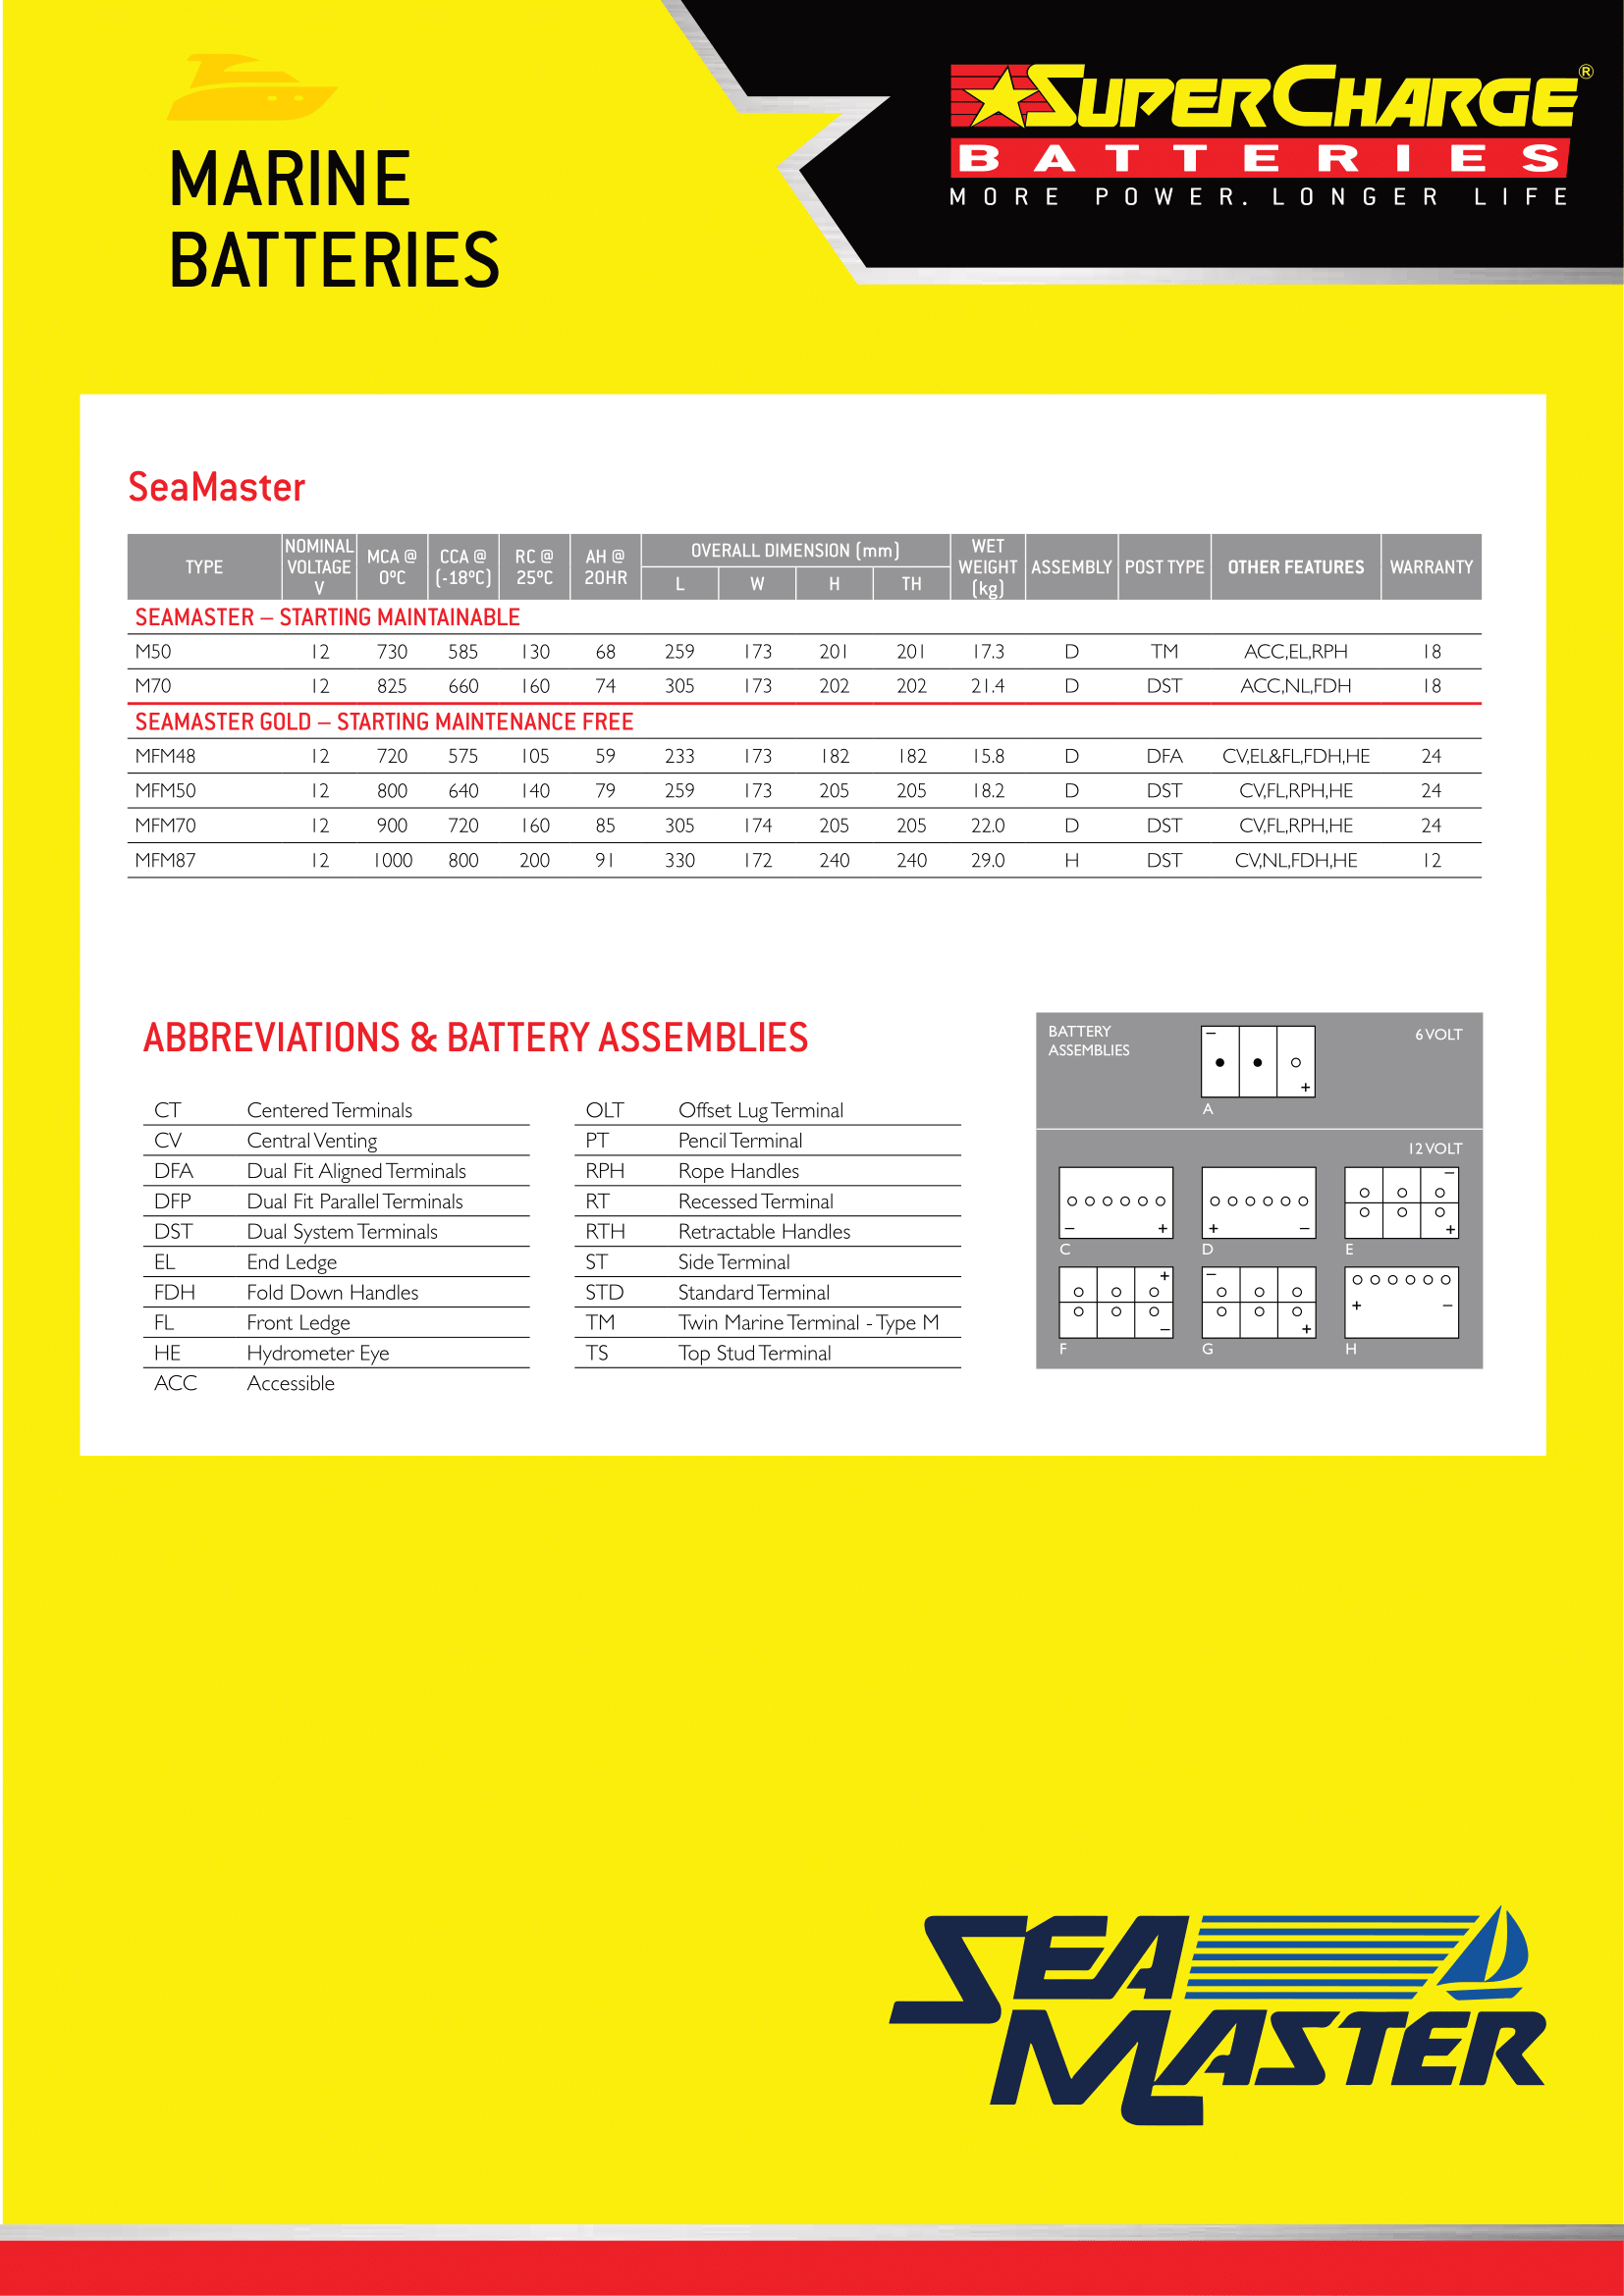 MARINE
BATTERIES
SUPERCHARGE®
BATTERIES
MORE POWER. LONGER LIFE
SeaMaster
TYPE NOMINAL VOLTAGE V MCA @ 0ºC CCA @ (-18ºC) RC @ 25ºC AH @ 20HR OVERALL DIMENSION (mm) L W H TH WET WEIGHT (kg) ASSEMBLY POST TYPE OTHER FEATURES WARRANTY
SEAMASTER – STARTING MAINTAINABLE
M50 12 730 585 130 68 259 173 201 201 17.3 D TM ACC,EL,RPH 18
M70 12 825 660 160 74 305 173 202 202 21.4 D DST ACC,NL,FDH 18
SEAMASTER GOLD – STARTING MAINTENANCE FREE
MFM48 12 720 575 105 59 233 173 182 182 15.8 D DFA CV,EL&FL,FDH,HE 24
MFM50 12 800 640 140 79 259 173 205 205 18.2 D DST CV,FL,RPH,HE 24
MFM70 12 900 720 160 85 305 174 205 205 22.0 D DST CV,FL,RPH,HE 24
MFM87 12 1000 800 200 91 330 172 240 240 29.0 H DST CV,NL,FDH,HE 12
ABBREVIATIONS & BATTERY ASSEMBLIES
CT Centered Terminals
CV Central Venting
DFA Dual Fit Aligned Terminals
DFP Dual Fit Parallel Terminals
DST Dual System Terminals
EL End Ledge
FDH Fold Down Handles
FL Front Ledge
HE Hydrometer Eye
ACC Accessible
OLT Offset Lug Terminal
PT Pencil Terminal
RPH Rope Handles
RT Recessed Terminal
RTH Retractable Handles
ST Side Terminal
STD Standard Terminal
TM Twin Marine Terminal - Type M
TS Top Stud Terminal
BATTERY
ASSEMBLIES
6 VOLT
– +
A
12 VOLT
– + + – – +
C D E
+ – – + + –
F G H
SEA
MASTER